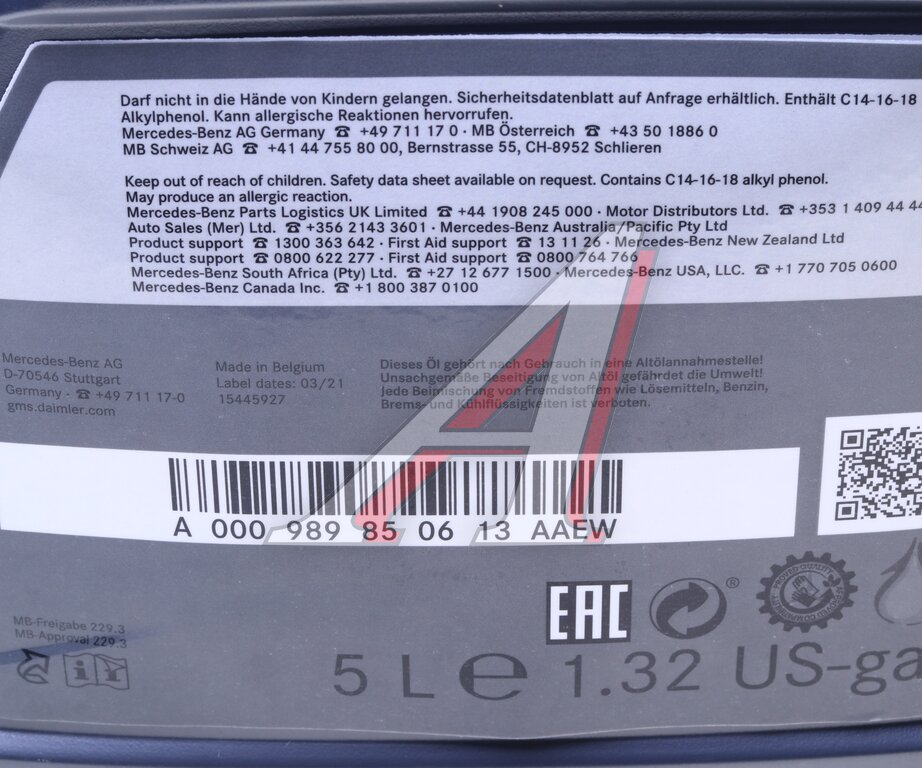 Darf nicht in die Hände von Kindern gelangen. Sicherheitsdatenblatt auf Anfrage erhältlich. Enthält C14-16-18
Alkylphenol. Kann allergische Reaktionen hervorrufen.
Mercedes-Benz AG Germany ☎ +49 711 17 0 · MB Österreich ☎ +43 50 1886 0
MB Schweiz AG ☎ +41 44 755 80 00, Bernstrasse 55, CH-8952 Schlieren
Keep out of reach of children. Safety data sheet available on request. Contains C14-16-18 alkyl phenol.
May produce an allergic reaction.
Mercedes-Benz Parts Logistics UK Limited ☎ +44 1908 245 000 · Motor Distributors Ltd. ☎ +353 1 409 44 44
Auto Sales (Mer) Ltd. ☎ +356 2143 3601 · Mercedes-Benz Australia/Pacific Pty Ltd
Product support ☎ 1300 363 642 · First Aid support ☎ 13 11 26 · Mercedes-Benz New Zealand Ltd
Product support ☎ 0800 622 277 · First Aid support ☎ 0800 764 766
Mercedes-Benz South Africa (Pty) Ltd. ☎ +27 12 677 1500 · Mercedes-Benz USA, LLC. ☎ +1 770 705 0600
Mercedes-Benz Canada Inc. ☎ +1 800 387 0100
Mercedes-Benz AG
D-70546 Stuttgart
Germany · ☎ +49 711 17-0
gms.daimler.com
Made in Belgium
Label dates: 03/21
15445927
Dieses Öl gehört nach Gebrauch in eine Altölannahmestelle!
Unsachgemäße Beseitigung von Altöl gefährdet die Umwelt!
Jede Beimischung von Fremdstoffen wie Lösemitteln, Benzin,
Brems- und Kühlflüssigkeiten ist verboten.
A 000 989 85 06 13 AAEW
MB-Freigabe 229.3
MB-Approval 229.3
EAC
®
5 L e 1.32 US-ga